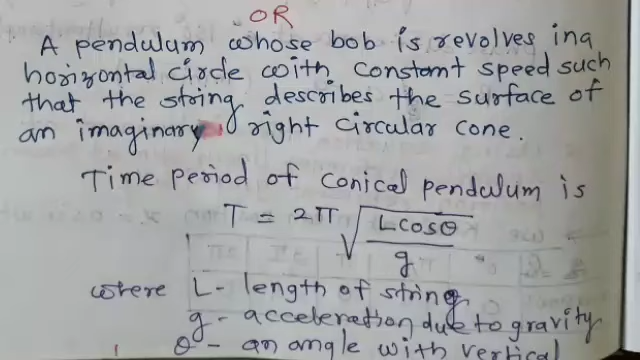 OR
A pendulum whose bob is revolves in a
horizontal circle with constant speed such
that the string describes the surface of
an imaginary right circular cone.
Time period of conical pendulum is
T = 2π √(Lcosθ/g)
where L - length of string
g - acceleration due to gravity
θ - an angle with vertical